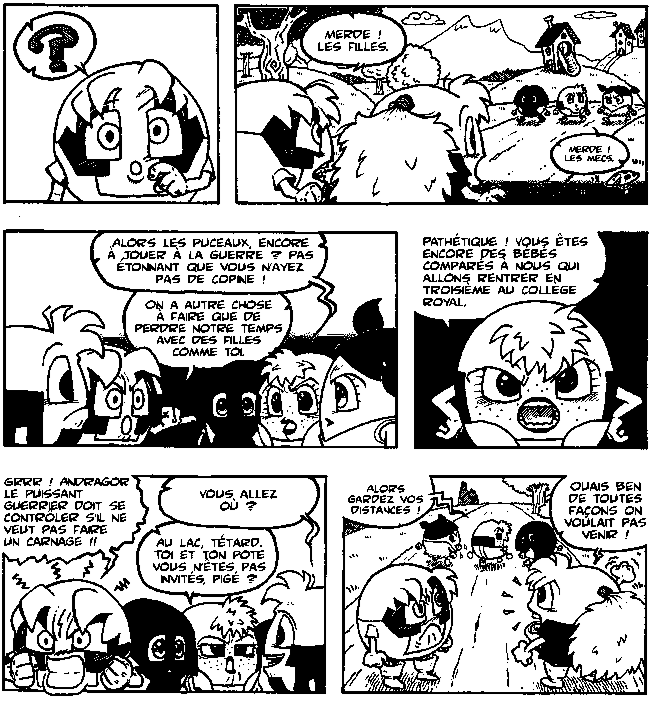 ?
MERDE !
LES FILLES.
MERDE !
LES MECS.
ALORS LES PUCEAUX, ENCORE
À JOUER À LA GUERRE ? PAS
ETONNANT QUE VOUS N'AYEZ
PAS DE COPINE !
ON A AUTRE CHOSE
À FAIRE QUE DE
PERDRE NOTRE TEMPS
AVEC DES FILLES
COMME TOI.
PATHÉTIQUE ! VOUS ÊTES
ENCORE DES BÉBÉS
COMPARÉS À NOUS QUI
ALLONS RENTRER EN
TROISIÈME AU COLLEGE
ROYAL.
GRRR ! ANDRAGOR
LE PUISSANT
GUERRIER DOIT SE
CONTRÔLER S'IL NE
VEUT PAS FAIRE
UN CARNAGE !!
VOUS ALLEZ
OÙ ?
AU LAC, TÉTARD.
TOI ET TON POTE
VOUS N'ÊTES PAS
INVITÉS, PIGÉ ?
ALORS
GARDEZ VOS
DISTANCES !
OUAIS BEN
DE TOUTES
FAÇONS ON
VOULAIT PAS
VENIR !